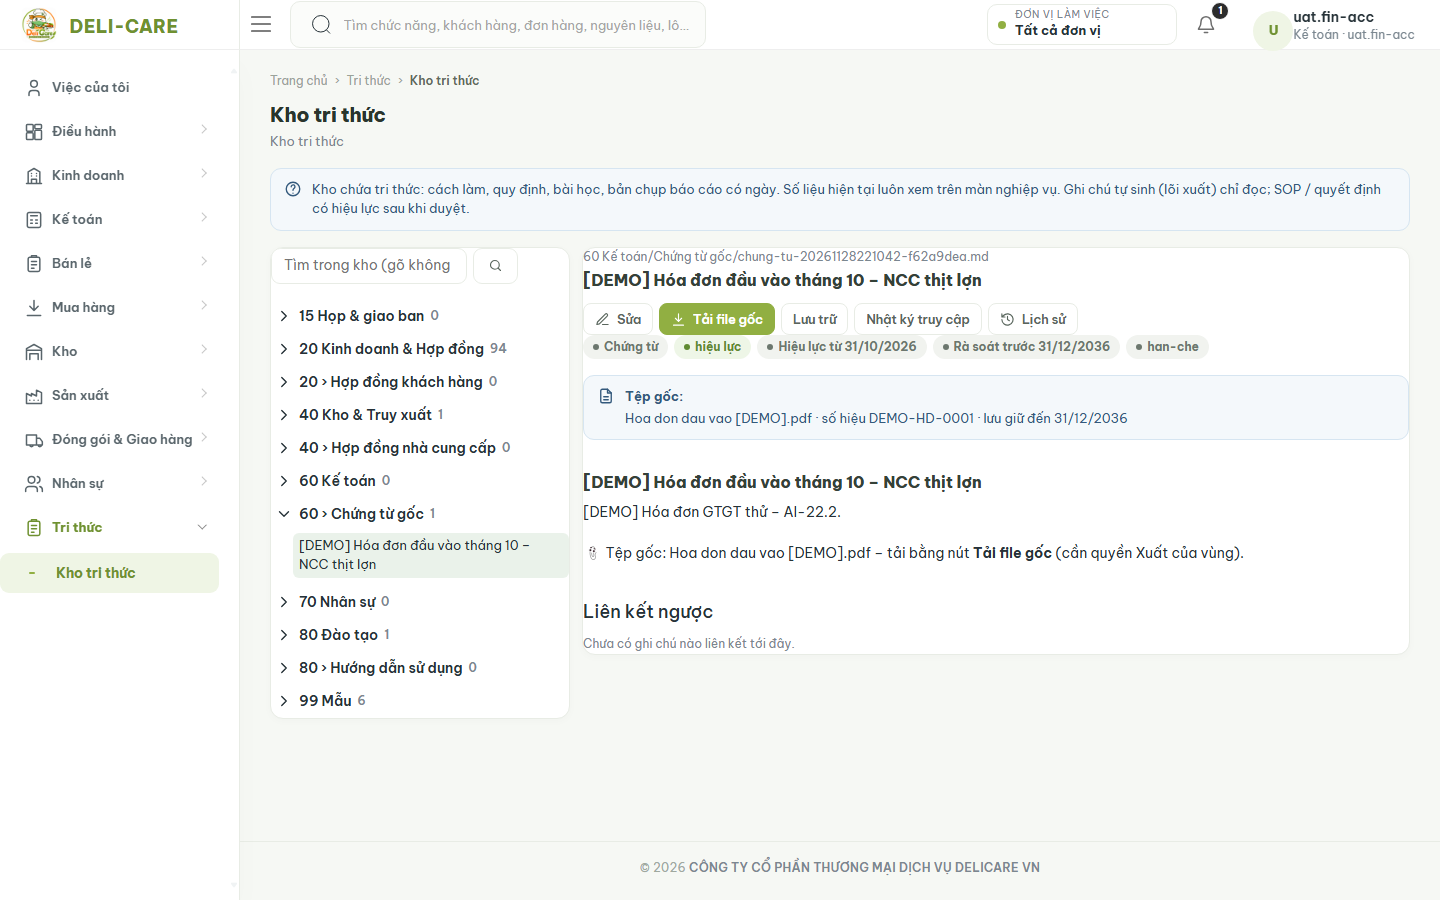 DELI-CARE
Tìm chức năng, khách hàng, đơn hàng, nguyên liệu, lô...
ĐƠN VỊ LÀM VIỆC
Tất cả đơn vị
1
U
uat.fin-acc
Kế toán · uat.fin-acc
Việc của tôi
Điều hành
Kinh doanh
Kế toán
Bán lẻ
Mua hàng
Kho
Sản xuất
Đóng gói & Giao hàng
Nhân sự
Tri thức
- Kho tri thức
Trang chủ › Tri thức › Kho tri thức
Kho tri thức
Kho tri thức
Kho chứa tri thức: cách làm, quy định, bài học, bản chụp báo cáo có ngày. Số liệu hiện tại luôn xem trên màn nghiệp vụ. Ghi chú tự sinh (lõi xuất) chỉ đọc; SOP / quyết định
có hiệu lực sau khi duyệt.
Tìm trong kho (gõ không
15 Họp & giao ban 0
20 Kinh doanh & Hợp đồng 94
20 › Hợp đồng khách hàng 0
40 Kho & Truy xuất 1
40 › Hợp đồng nhà cung cấp 0
60 Kế toán 0
60 › Chứng từ gốc 1
[DEMO] Hóa đơn đầu vào tháng 10 –
NCC thịt lợn
70 Nhân sự 0
80 Đào tạo 1
80 › Hướng dẫn sử dụng 0
99 Mẫu 6
60 Kế toán/Chứng từ gốc/chung-tu-20261128221042-f62a9dea.md
[DEMO] Hóa đơn đầu vào tháng 10 – NCC thịt lợn
Sửa
Tải file gốc
Lưu trữ
Nhật ký truy cập
Lịch sử
Chứng từ
hiệu lực
Hiệu lực từ 31/10/2026
Rà soát trước 31/12/2036
han-che
Tệp gốc:
Hoa don dau vao [DEMO].pdf · số hiệu DEMO-HD-0001 · lưu giữ đến 31/12/2036
[DEMO] Hóa đơn đầu vào tháng 10 – NCC thịt lợn
[DEMO] Hóa đơn GTGT thử – AI-22.2.
Tệp gốc: Hoa don dau vao [DEMO].pdf – tải bằng nút Tải file gốc (cần quyền Xuất của vùng).
Liên kết ngược
Chưa có ghi chú nào liên kết tới đây.
© 2026 CÔNG TY CỔ PHẦN THƯƠNG MẠI DỊCH VỤ DELICARE VN